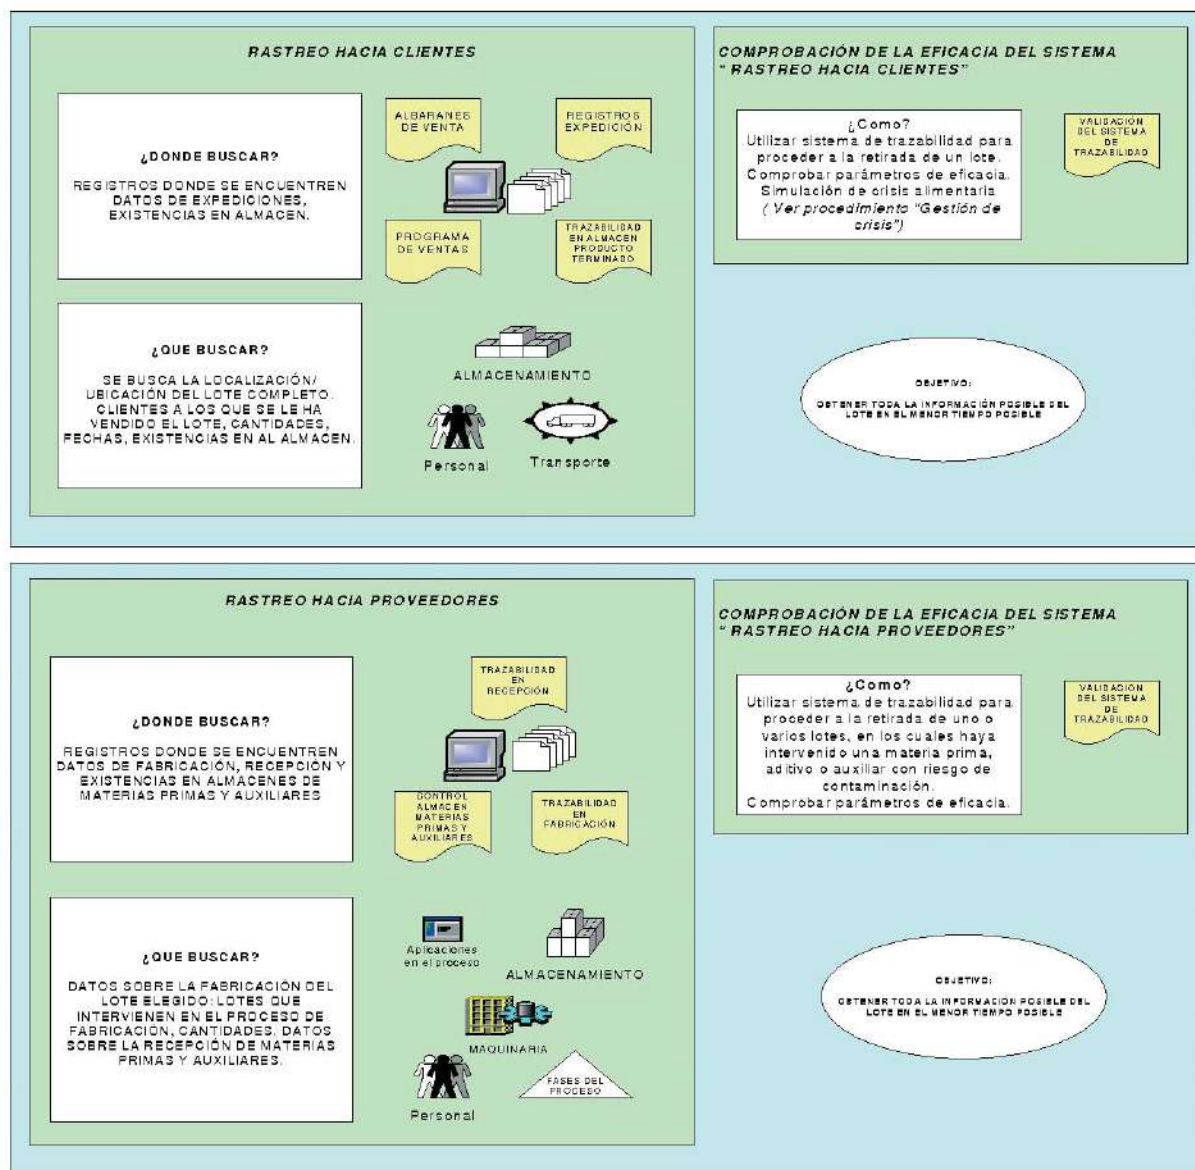 RASTREO HACIA CLIENTES
¿DONDE BUSCAR?
REGISTROS DONDE SE ENCUENTREN
DATOS DE EXPEDICIONES,
EXISTENCIAS EN ALMACEN.
ALBARANES
DE VENTA
REGISTROS
EXPEDICIÓN
PROGRAMA
DE VENTAS
TRAZABILIDAD
EN ALMACEN
PRODUCTO
TERMINADO
¿QUE BUSCAR?
SE BUSCA LA LOCALIZACIÓN/
UBICACIÓN DEL LOTE COMPLETO.
CLIENTES A LOS QUE SE LE HA
VENDIDO EL LOTE, CANTIDADES,
FECHAS, EXISTENCIAS EN AL ALMACEN.
ALMACENAMIENTO
Personal
Transporte
COMPROBACIÓN DE LA EFICACIA DEL SISTEMA
" RASTREO HACIA CLIENTES"
¿Como?
Utilizar sistema de trazabilidad para
proceder a la retirada de un lote.
Comprobar parámetros de eficacia.
Simulación de crisis alimentaria
( Ver procedimiento "Gestión de
crisis")
VALIDACIÓN
DEL SISTEMA
DE
TRAZABILIDAD
OBJETIVO:
OBTENER TODA LA INFORMACIÓN POSIBLE DEL
LOTE EN EL MENOR TIEMPO POSIBLE
RASTREO HACIA PROVEEDORES
¿DONDE BUSCAR?
REGISTROS DONDE SE ENCUENTREN
DATOS DE FABRICACIÓN, RECEPCIÓN Y
EXISTENCIAS EN ALMACENES DE
MATERIAS PRIMAS Y AUXILIARES
TRAZABILIDAD
EN
RECEPCIÓN
CONTROL
ALMACEN
MATERIAS
PRIMAS Y
AUXILIARES
TRAZABILIDAD
EN
FABRICACIÓN
¿QUE BUSCAR?
DATOS SOBRE LA FABRICACIÓN DEL
LOTE ELEGIDO: LOTES QUE
INTERVIENEN EN EL PROCESO DE
FABRICACIÓN, CANTIDADES. DATOS
SOBRE LA RECEPCIÓN DE MATERIAS
PRIMAS Y AUXILIARES.
Aplicaciones
en el proceso
ALMACENAMIENTO
MAQUINARIA
Personal
FASES DEL
PROCESO
COMPROBACIÓN DE LA EFICACIA DEL SISTEMA
" RASTREO HACIA PROVEEDORES"
¿Como?
Utilizar sistema de trazabilidad para
proceder a la retirada de uno o
varios lotes, en los cuales haya
intervenido una materia prima,
aditivo o auxiliar con riesgo de
contaminación.
Comprobar parámetros de eficacia.
VALIDACIÓN
DEL SISTEMA
DE
TRAZABILIDAD
OBJETIVO:
OBTENER TODA LA INFORMACIÓN POSIBLE DEL
LOTE EN EL MENOR TIEMPO POSIBLE